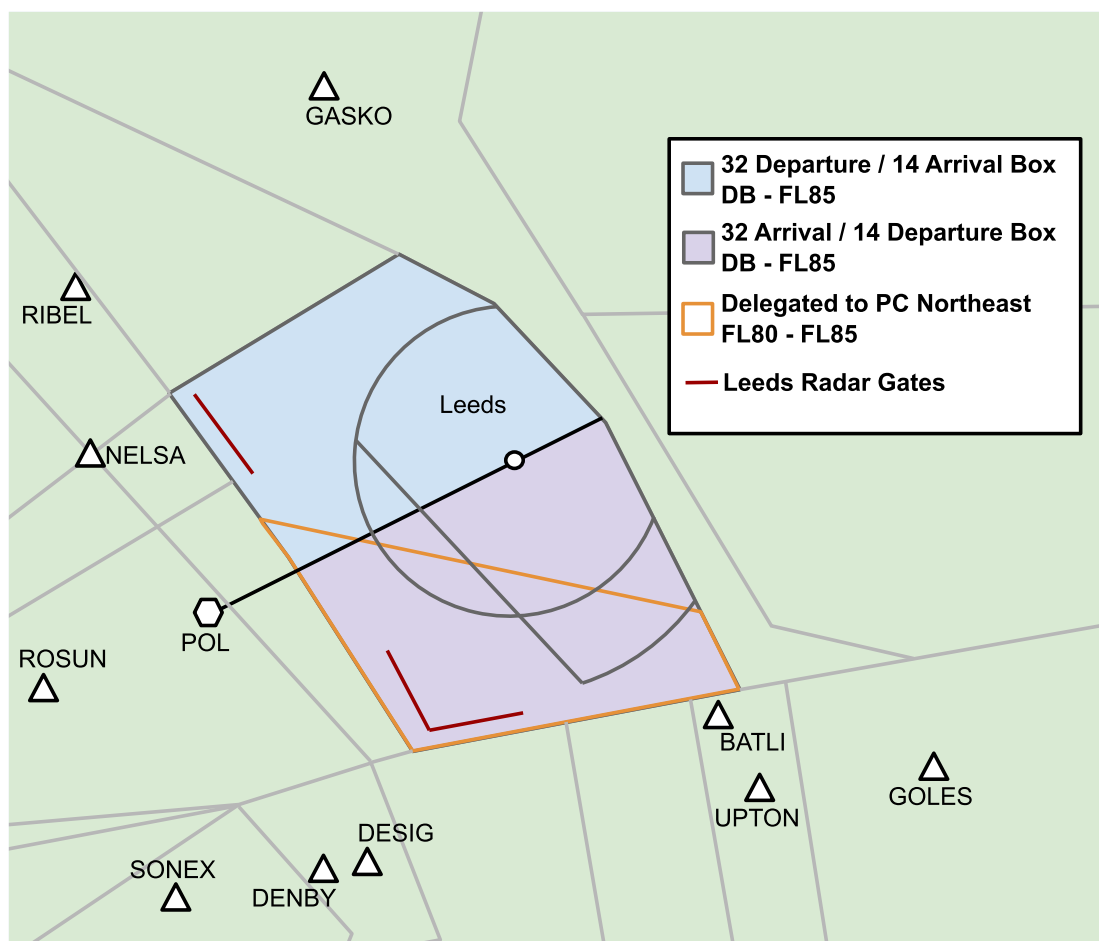 GASKO
32 Departure / 14 Arrival Box
DB - FL85
32 Arrival / 14 Departure Box
DB - FL85
Delegated to PC Northeast
FL80 - FL85
Leeds Radar Gates
RIBEL
Leeds
NELSA
POL
ROSUN
BATLI
GOLES
UPTON
DESIG
SONEX
DENBY